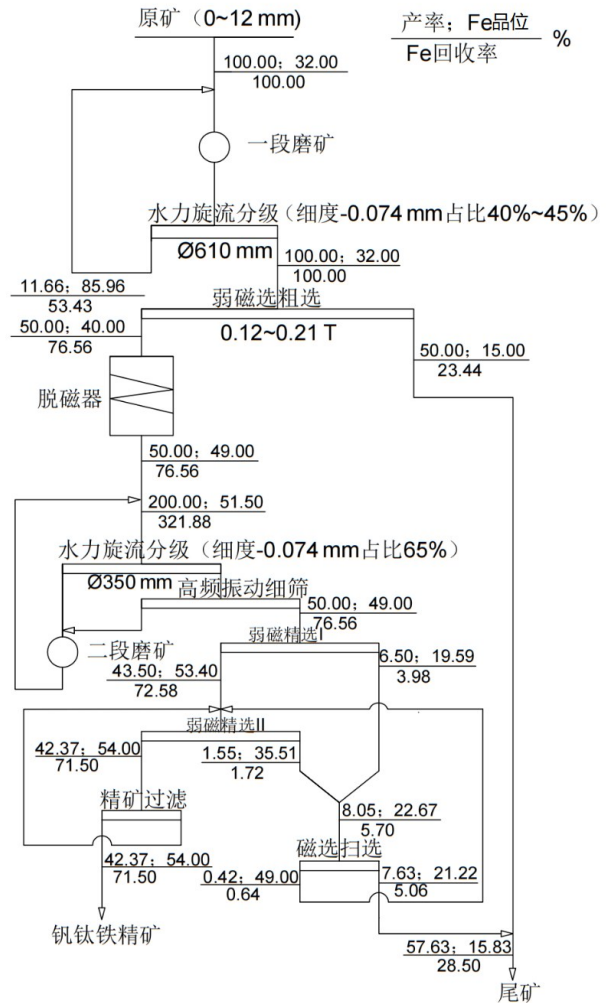 原矿（0~12 mm)
产率；Fe品位
Fe回收率
%
100.00；32.00
100.00
一段磨矿
水力旋流分级（细度-0.074 mm占比40%~45%）
Ø610 mm
100.00；32.00
100.00
11.66；85.96
53.43
弱磁选粗选
50.00；40.00
76.56
0.12~0.21 T
50.00；15.00
23.44
脱磁器
50.00；49.00
76.56
200.00；51.50
321.88
水力旋流分级（细度-0.074 mm占比65%）
Ø350 mm
高频振动细筛
50.00；49.00
76.56
弱磁精选I
二段磨矿
43.50；53.40
72.58
6.50；19.59
3.98
弱磁精选II
42.37；54.00
71.50
1.55；35.51
1.72
精矿过滤
8.05；22.67
5.70
磁选扫选
42.37；54.00
71.50
0.42；49.00
0.64
7.63；21.22
5.06
钒钛铁精矿
57.63；15.83
28.50
尾矿